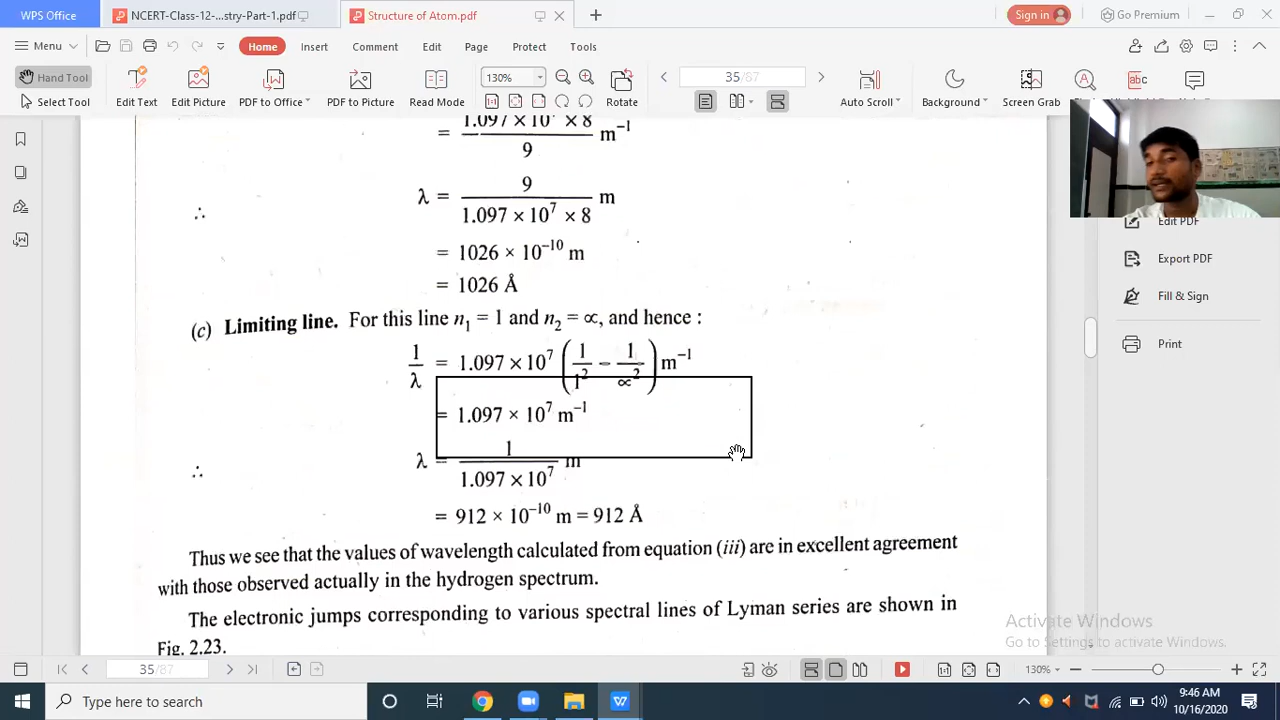 WPS Office
NCERT-Class-12-...stry-Part-1.pdf
Structure of Atom.pdf
Sign in
Go Premium
Menu
Home
Insert
Comment
Edit
Page
Protect
Tools
Hand Tool
Select Tool
Edit Text
Edit Picture
PDF to Office
PDF to Picture
Read Mode
130%
Rotate
35/87
Auto Scroll
Background
Screen Grab
= 1.097 × 10⁷ × 8 / 9 m⁻¹
∴ λ = 9 / 1.097 × 10⁷ × 8 m
= 1026 × 10⁻¹⁰ m
= 1026 Å
(c) Limiting line. For this line n₁ = 1 and n₂ = ∝, and hence :
1/λ = 1.097 × 10⁷ (1/1² − 1/∝²) m⁻¹
= 1.097 × 10⁷ m⁻¹
∴ λ = 1 / 1.097 × 10⁷ m
= 912 × 10⁻¹⁰ m = 912 Å
Thus we see that the values of wavelength calculated from equation (iii) are in excellent agreement
with those observed actually in the hydrogen spectrum.
The electronic jumps corresponding to various spectral lines of Lyman series are shown in
Fig. 2.23.
Edit PDF
Export PDF
Fill & Sign
Print
Activate Windows
Go to Settings to activate Windows.
35/87
130%
Type here to search
9:46 AM
10/16/2020